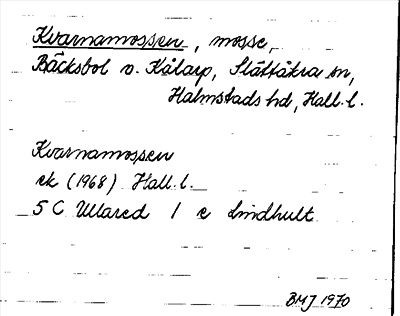 Kvarnamossen, mosse,
Bäcksbol v. Kålarp, Slättåkra sn,
Halmstads hd, Hall. l.
Kvarnamossen
ek (1968) Hall. l.
5 C Ullared 1 e Lindhult
BMJ 1970